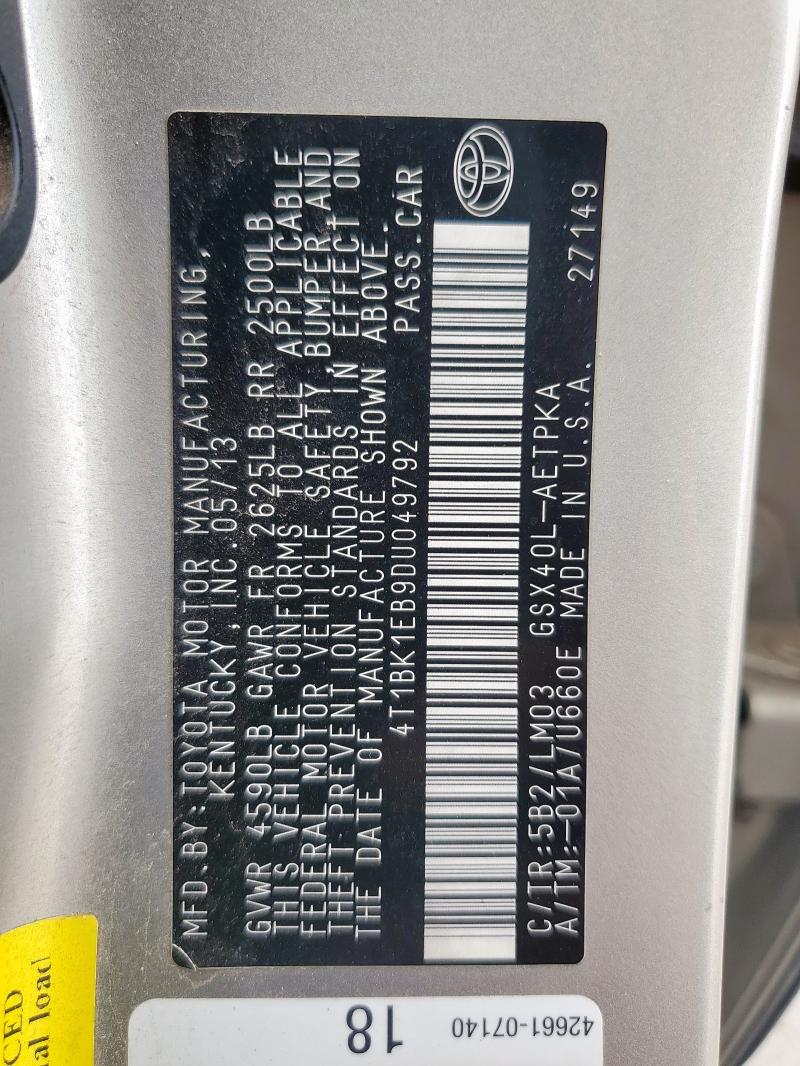 MFD.BY:TOYOTA MOTOR MANUFACTURING,
KENTUCKY,INC.05/13
GVWR 4590LB GAWR FR 2625LB RR 2500LB
THIS VEHICLE CONFORMS TO ALL APPLICABLE
FEDERAL MOTOR VEHICLE SAFETY,BUMPER,AND
THEFT PREVENTION STANDARDS IN EFFECT ON
THE DATE OF MANUFACTURE SHOWN ABOVE.
4T1BK1EB9DU049792 PASS.CAR
C/TR:5B2/LM03 GSX40L-AETPKA
A/TM:-01A/U660E MADE IN U.S.A. 27149
18
42661-07140
CED
al load